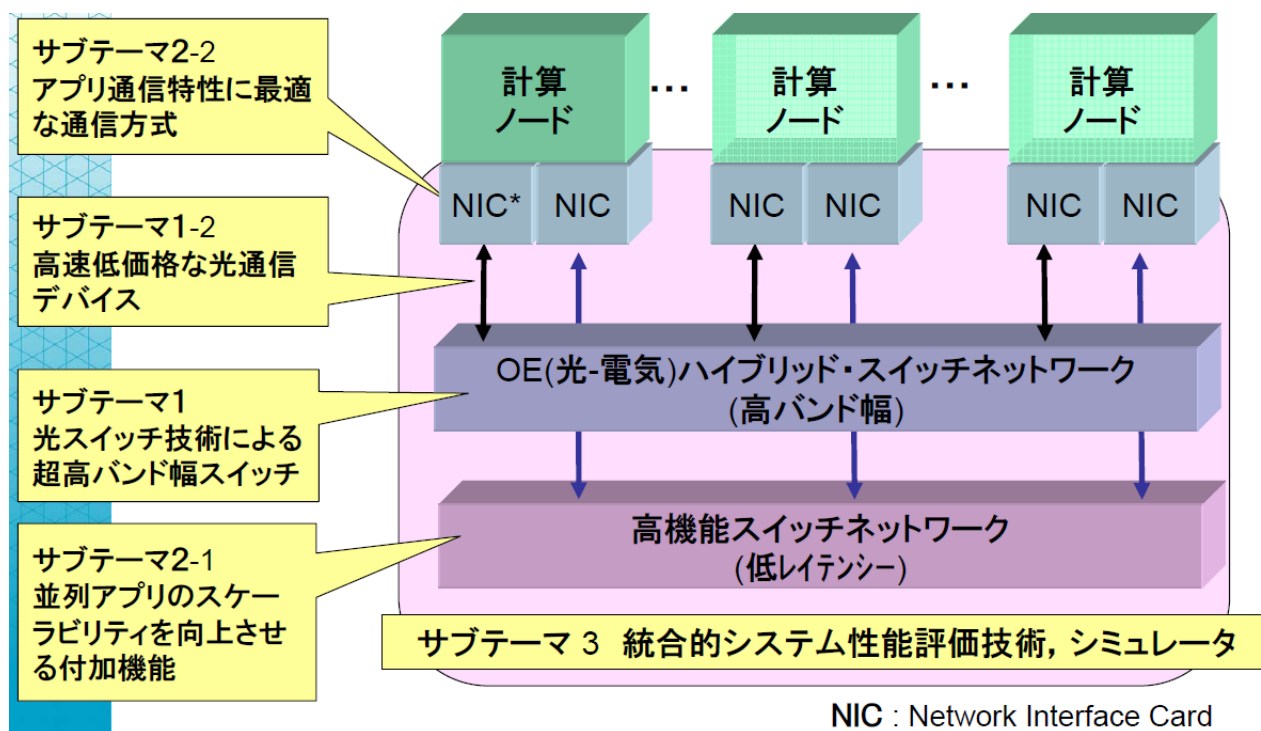 サブテーマ2-2
アプリ通信特性に最適
な通信方式
サブテーマ1-2
高速低価格な光通信
デバイス
サブテーマ1
光スイッチ技術による
超高バンド幅スイッチ
サブテーマ2-1
並列アプリのスケー
ラビリティを向上させ
る付加機能
計算
ノード
…
計算
ノード
…
計算
ノード
NIC*
NIC
NIC
NIC
NIC
NIC
OE(光-電気)ハイブリッド・スイッチネットワーク
(高バンド幅)
高機能スイッチネットワーク
(低ﾚｲﾃﾝｼｰ)
サブテーマ 3 統合的システム性能評価技術, シミュレータ
NIC : Network Interface Card